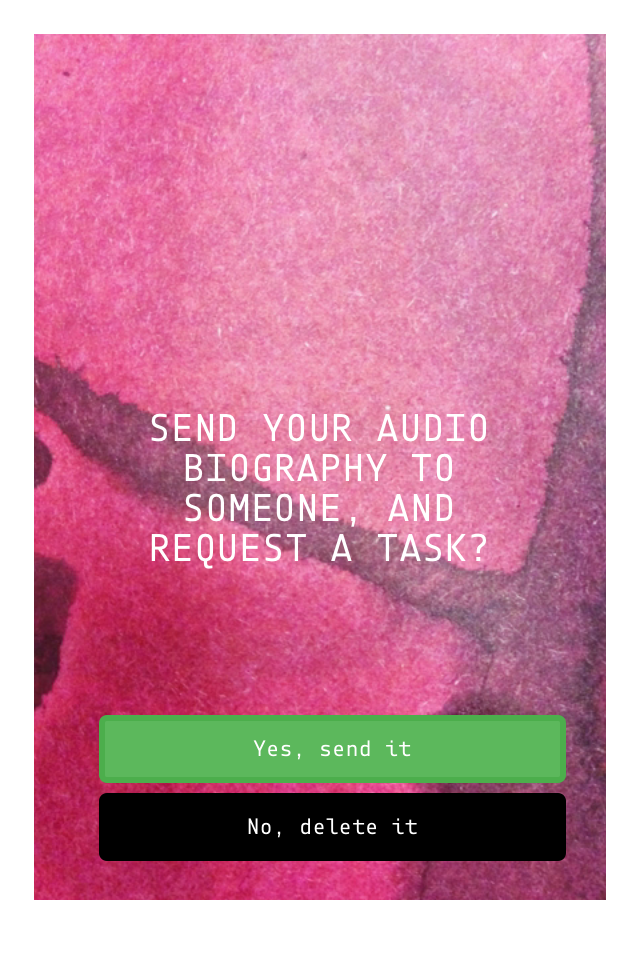 SEND YOUR AUDIO
BIOGRAPHY TO
SOMEONE, AND
REQUEST A TASK?
Yes, send it
No, delete it